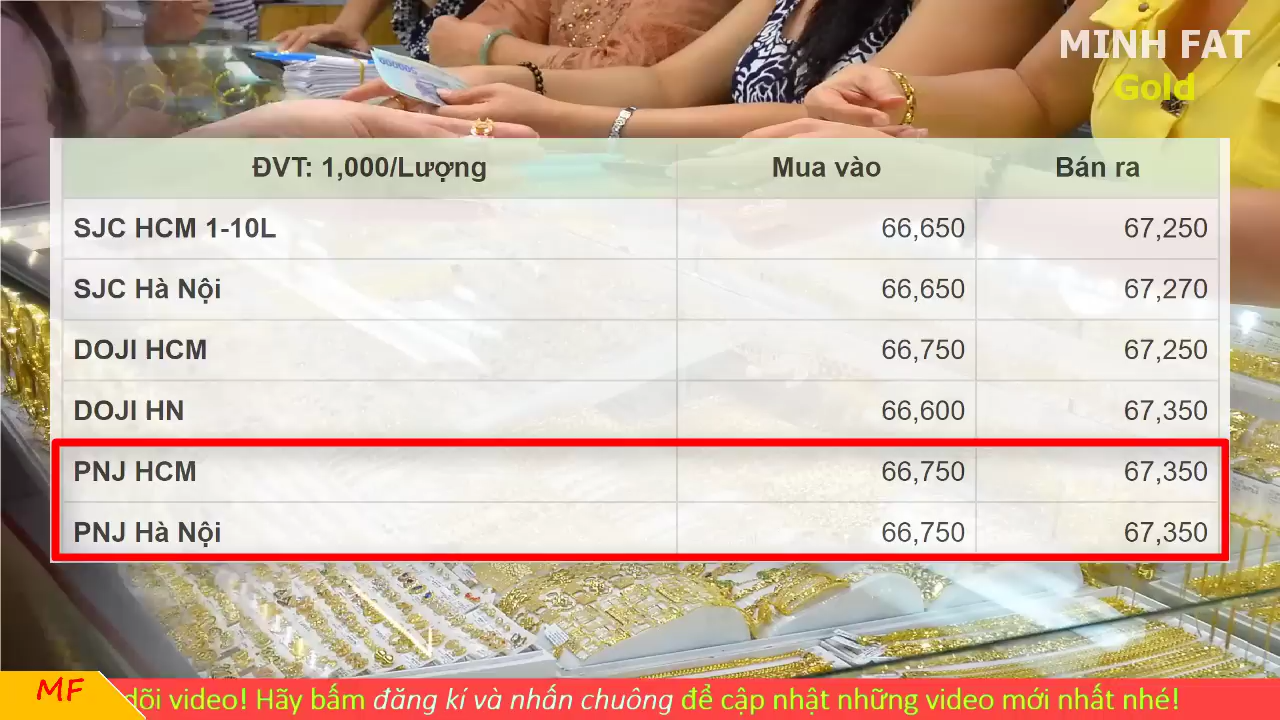 MINH FAT
Gold
500000
ĐVT: 1,000/Lượng Mua vào Bán ra
SJC HCM 1-10L 66,650 67,250
SJC Hà Nội 66,650 67,270
DOJI HCM 66,750 67,250
DOJI HN 66,600 67,350
PNJ HCM 66,750 67,350
PNJ Hà Nội 66,750 67,350
MF dõi video! Hãy bấm đăng kí và nhấn chuông để cập nhật những video mới nhất nhé!